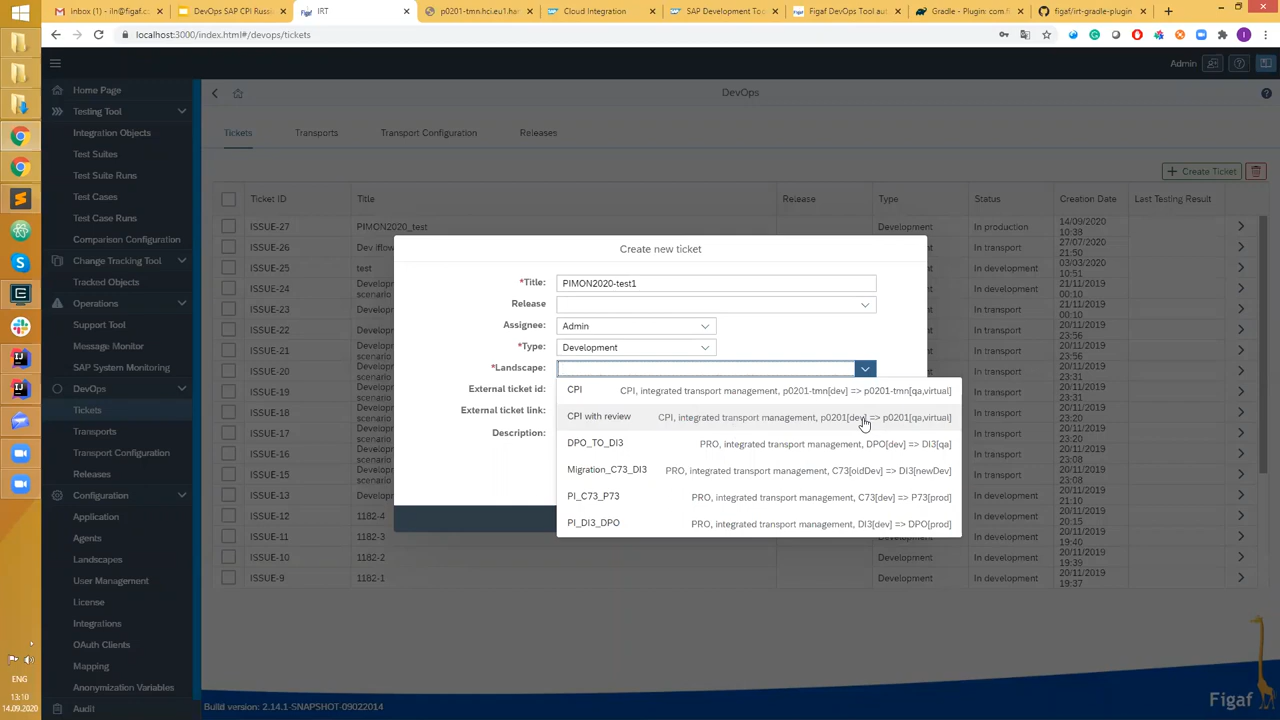 Inbox (1) - iln@figaf.c
DevOps SAP CPI Russi
IRT
p0201-tmn.hci.eu1.har
Cloud Integration
SAP Development To
Figaf DevOps Tool aut
Gradle - Plugin: com.f
figaf/irt-gradle-plugin
localhost:3000/index.html#/devops/tickets
Admin
Home Page
DevOps
Testing Tool
Integration Objects
Tickets
Transports
Transport Configuration
Releases
Test Suites
Test Suite Runs
Create Ticket
Test Cases
Ticket ID
Title
Release
Type
Status
Creation Date
Last Testing Result
Test Case Runs
ISSUE-27
PIMON2020_test
Development
In production
14/09/2020 10:38
Comparison Configuration
ISSUE-26
Dev iflow
In transport
27/07/2020 21:56
Change Tracking Tool
Create new ticket
ISSUE-25
test
In transport
03/03/2020 10:51
Tracked Objects
*Title:
PIMON2020-test1
ISSUE-24
scenario
In transport
21/11/2019 00:10
Operations
Release
ISSUE-23
scenario
In transport
20/11/2019 23:59
Support Tool
Assignee:
Admin
ISSUE-22
scenario
In transport
20/11/2019 23:56
Message Monitor
*Type:
Development
ISSUE-21
scenario
In transport
20/11/2019 23:56
SAP System Monitoring
*Landscape:
ISSUE-20
scenario
In transport
20/11/2019 23:31
DevOps
External ticket id:
CPI
CPI, integrated transport management, p0201-tmn[dev] => p0201-tmn[qa,virtual]
ISSUE-19
scenario
In transport
20/11/2019 23:31
Tickets
External ticket link:
CPI with review
CPI, integrated transport management, p0201[dev] => p0201[qa,virtual]
ISSUE-18
scenario
In transport
20/11/2019 23:20
Transports
Description:
DPO_TO_DI3
PRO, integrated transport management, DPO[dev] => DI3[qa]
ISSUE-17
scenario
In transport
20/11/2019 23:20
Transport Configuration
Migration_C73_DI3
PRO, integrated transport management, C73[oldDev] => DI3[newDev]
ISSUE-16
scenario
In transport
20/11/2019 23:08
Releases
ISSUE-15
scenario
In transport
20/11/2019 23:04
Configuration
PI_C73_P73
PRO, integrated transport management, C73[dev] => P73[prod]
ISSUE-13
In development
Application
PI_DI3_DPO
PRO, integrated transport management, DI3[dev] => DPO[prod]
ISSUE-12
1182-4
In development
20/11/2019 20:15
Agents
ISSUE-11
1182-3
Development
In development
20/11/2019 19:40
Landscapes
ISSUE-10
1182-2
Development
In development
20/11/2019 19:39
User Management
ISSUE-9
1182-1
Development
In development
20/11/2019 19:37
License
Integrations
OAuth Clients
Mapping
Anonymization Variables
Audit
Build version: 2.14.1-SNAPSHOT-09022014
Figaf
ENG
13:10
14.09.2020